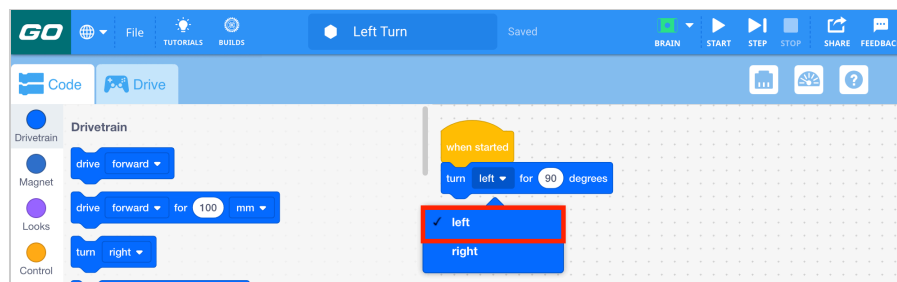 GO
File
TUTORIALS
BUILDS
Left Turn
Saved
BRAIN
START
STEP
STOP
SHARE
FEEDBAC
Code
Drive
Drivetrain
Magnet
Looks
Control
Drivetrain
drive forward
drive forward for 100 mm
turn right
when started
turn left for 90 degrees
✓ left
right